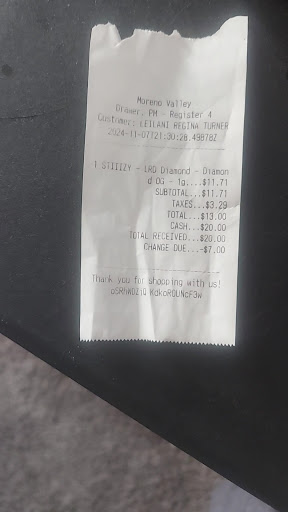 Moreno Valley
Drawer, PM - Register 4
Customer: LEILANI REGINA TURNER
2024-11-07T21:30:28.49878Z
1 STIIIZY - LRD Diamond - Diamon
d OG - 1g....$11.71
SUBTOTAL...$11.71
TAXES...$3.29
TOTAL...$13.00
CASH...$20.00
TOTAL RECEIVED...$20.00
CHANGE DUE...-$7.00
Thank you for shopping with us!